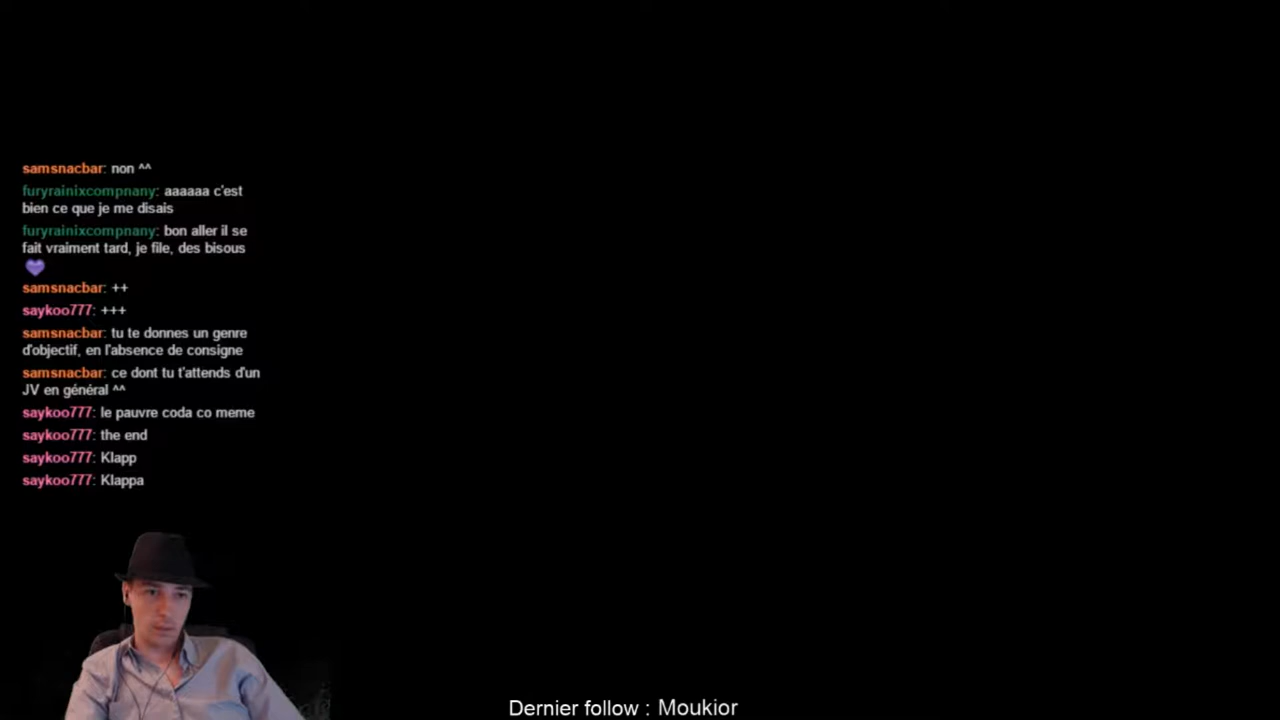 samsnacbar: non ^^
furyrainixcompnany: aaaaaa c'est
bien ce que je me disais
furyrainixcompnany: bon aller il se
fait vraiment tard, je file, des bisous
samsnacbar: ++
saykoo777: +++
samsnacbar: tu te donnes un genre
d'objectif, en l'absence de consigne
samsnacbar: ce dont tu t'attends d'un
JV en général ^^
saykoo777: le pauvre coda co meme
saykoo777: the end
saykoo777: Klapp
saykoo777: Klappa
Dernier follow : Moukior